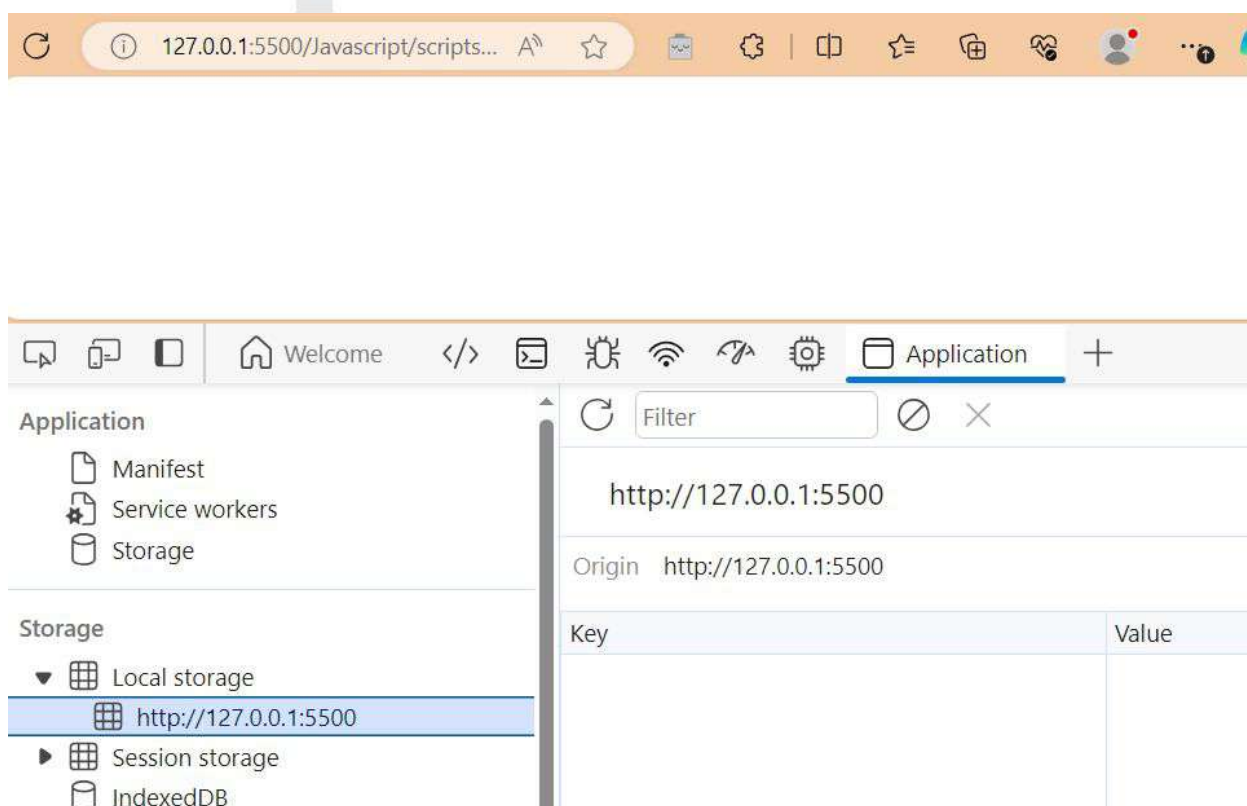 127.0.0.1:5500/Javascript/scripts...
Welcome
Application
Application
Manifest
Service workers
Storage
Storage
Local storage
http://127.0.0.1:5500
Session storage
IndexedDB
Filter
http://127.0.0.1:5500
Origin http://127.0.0.1:5500
Key Value